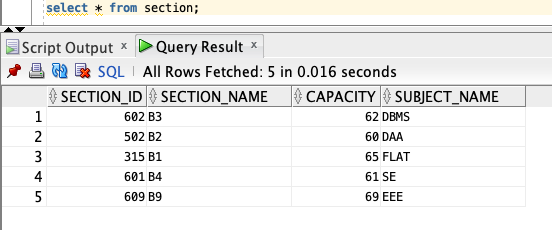 select * from section;
Script Output × Query Result ×
SQL | All Rows Fetched: 5 in 0.016 seconds
SECTION_ID SECTION_NAME CAPACITY SUBJECT_NAME
1 602 B3 62 DBMS
2 502 B2 60 DAA
3 315 B1 65 FLAT
4 601 B4 61 SE
5 609 B9 69 EEE